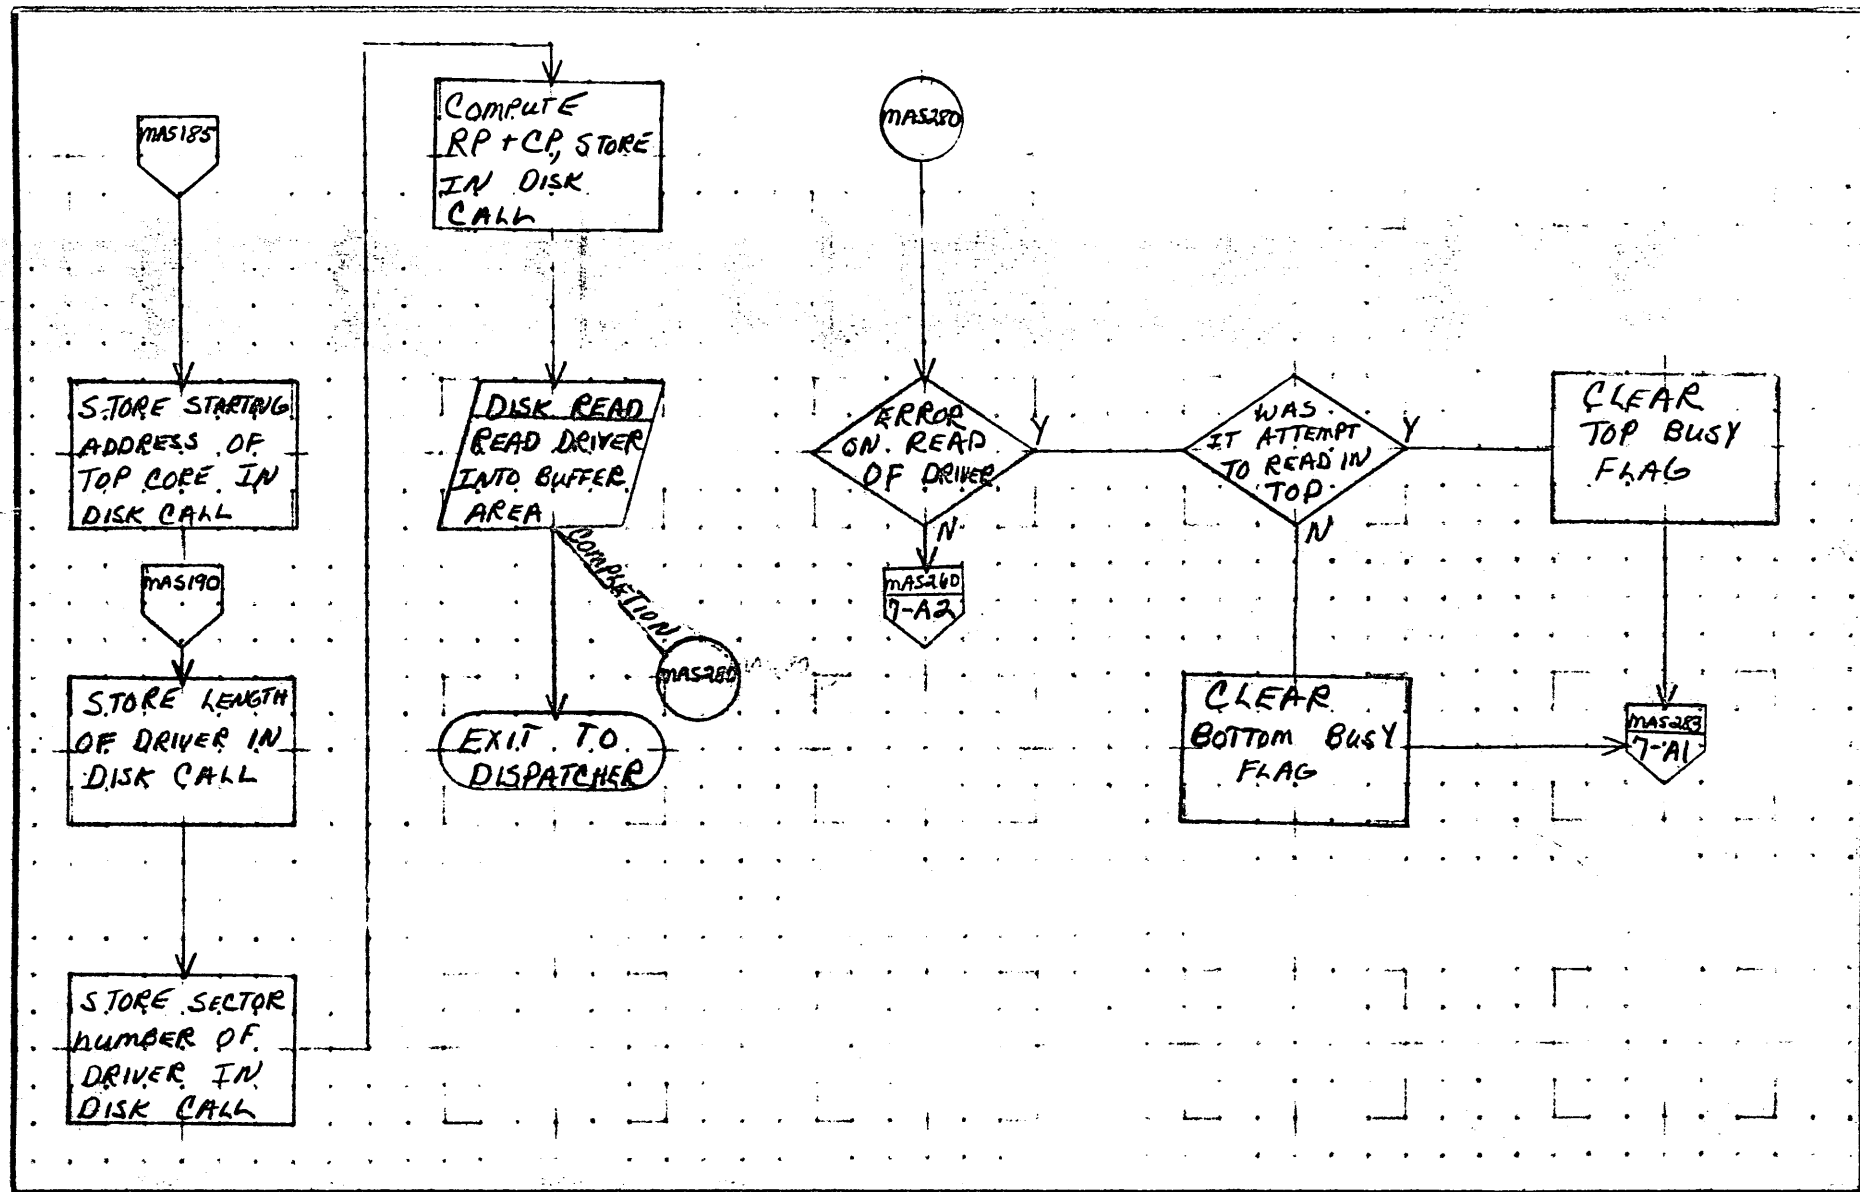 MAS185
STORE STARTING
ADDRESS OF
TOP CORE IN
DISK CALL
MAS190
STORE LENGTH
OF DRIVER IN
DISK CALL
STORE SECTOR
NUMBER OF
DRIVER IN
DISK CALL
COMPUTE
RP + CP, STORE
IN DISK
CALL
DISK READ
READ DRIVER
INTO BUFFER
AREA
COMPLETION
MAS280
EXIT TO
DISPATCHER
MAS280
ERROR
ON READ
OF DRIVER
Y
N
MAS260
7-A2
WAS
IT ATTEMPT
TO READ IN
TOP
Y
N
CLEAR
TOP BUSY
FLAG
CLEAR
BOTTOM BUSY
FLAG
MAS283
7-A1